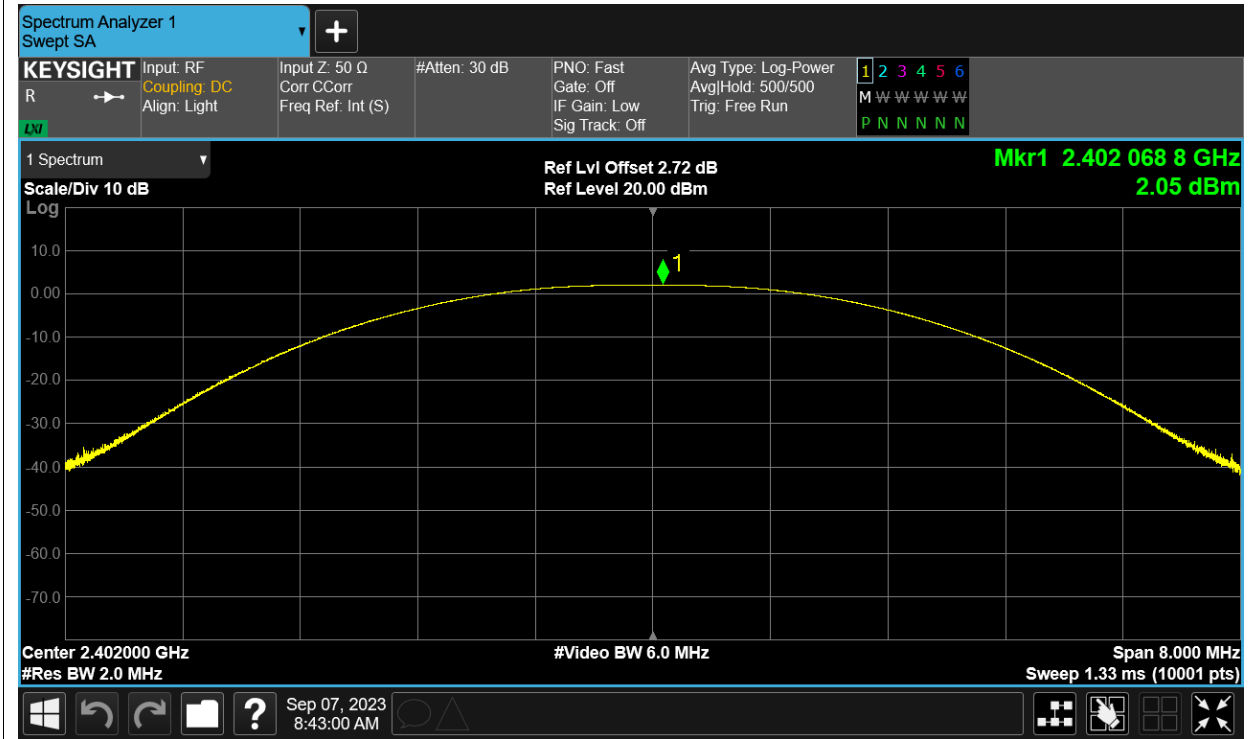 Spectrum Analyzer 1
Swept SA
+
KEYSIGHT
R
LXI
Input: RF
Coupling: DC
Align: Light
Input Z: 50 Ω
Corr CCorr
Freq Ref: Int (S)
#Atten: 30 dB
PNO: Fast
Gate: Off
IF Gain: Low
Sig Track: Off
Avg Type: Log-Power
Avg|Hold: 500/500
Trig: Free Run
1 2 3 4 5 6
M W W W W W
P N N N N N
1 Spectrum
Scale/Div 10 dB
Log
Ref Lvl Offset 2.72 dB
Ref Level 20.00 dBm
Mkr1 2.402 068 8 GHz
2.05 dBm
10.0
0.00
-10.0
-20.0
-30.0
-40.0
-50.0
-60.0
-70.0
1
Center 2.402000 GHz
#Res BW 2.0 MHz
#Video BW 6.0 MHz
Span 8.000 MHz
Sweep 1.33 ms (10001 pts)
?
Sep 07, 2023
8:43:00 AM